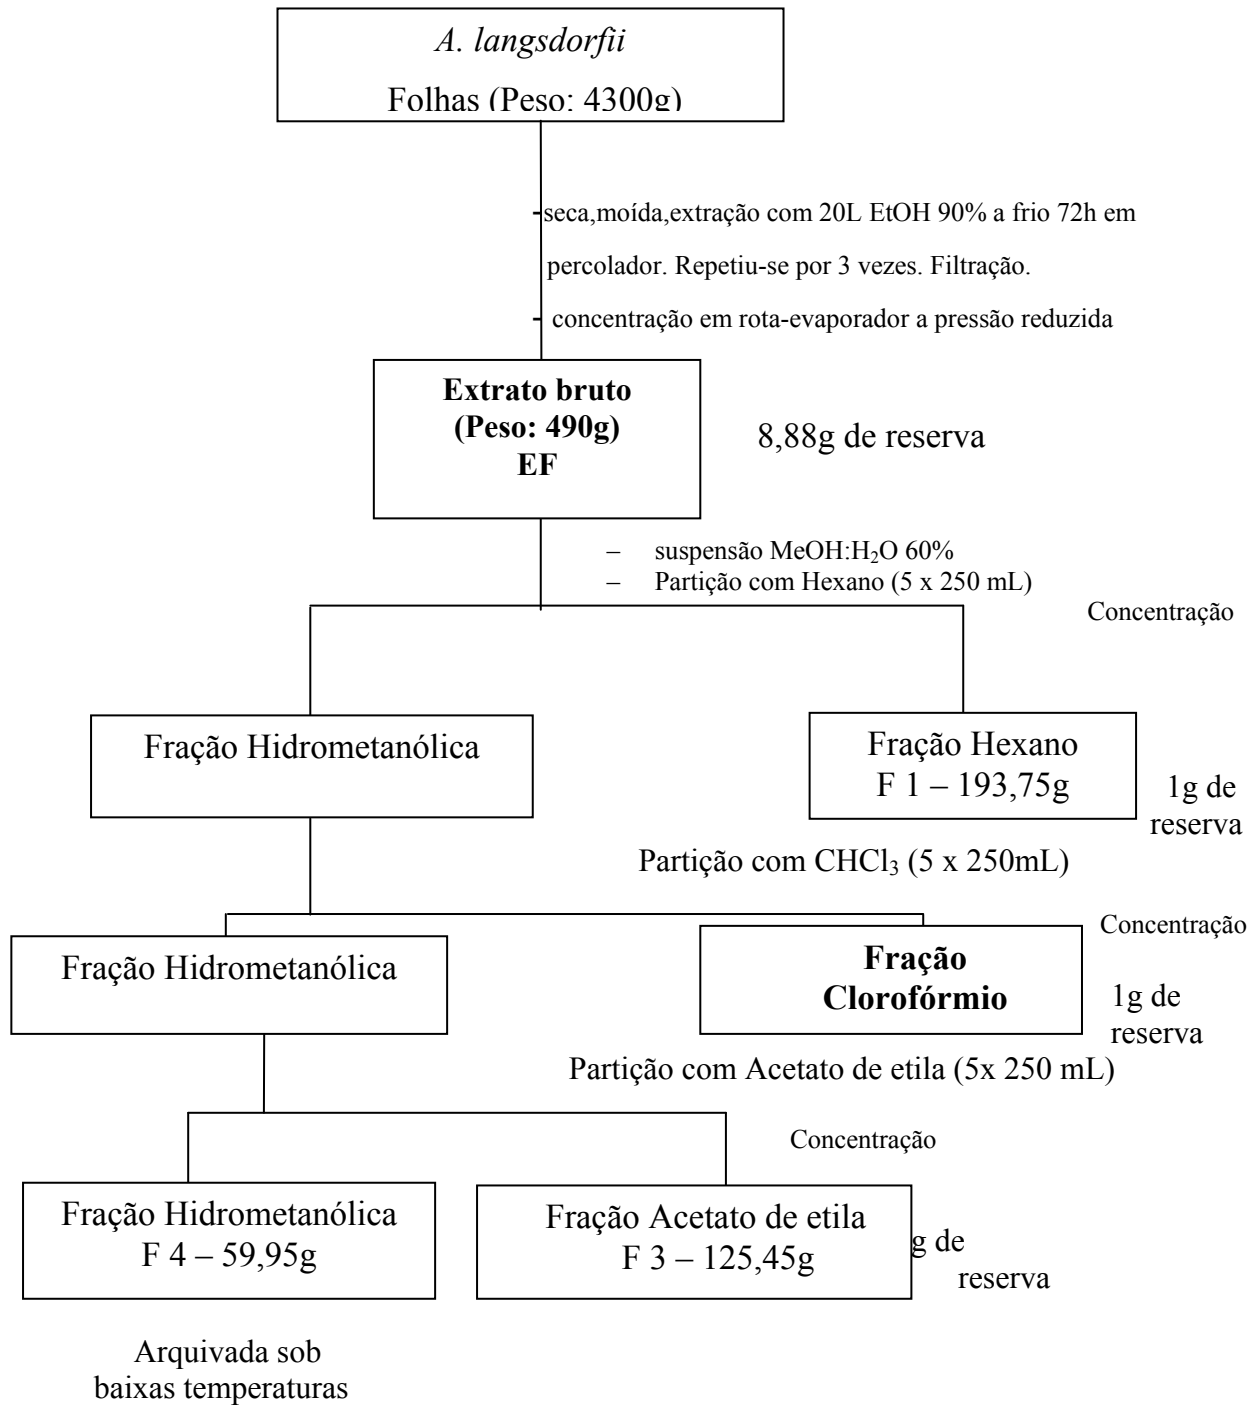 A. langsdorfii
Folhas (Peso: 4300g)
-seca,moída,extração com 20L EtOH 90% a frio 72h em
percolador. Repetiu-se por 3 vezes. Filtração.
- concentração em rota-evaporador a pressão reduzida
Extrato bruto
(Peso: 490g)
EF
8,88g de reserva
– suspensão MeOH:H₂O 60%
– Partição com Hexano (5 x 250 mL)
Concentração
Fração Hidrometanólica
Fração Hexano
F 1 – 193,75g
1g de
reserva
Partição com CHCl₃ (5 x 250mL)
Concentração
Fração Hidrometanólica
Fração
Clorofórmio
1g de
reserva
Partição com Acetato de etila (5x 250 mL)
Concentração
Fração Hidrometanólica
F 4 – 59,95g
Fração Acetato de etila
F 3 – 125,45g
g de
reserva
Arquivada sob
baixas temperaturas